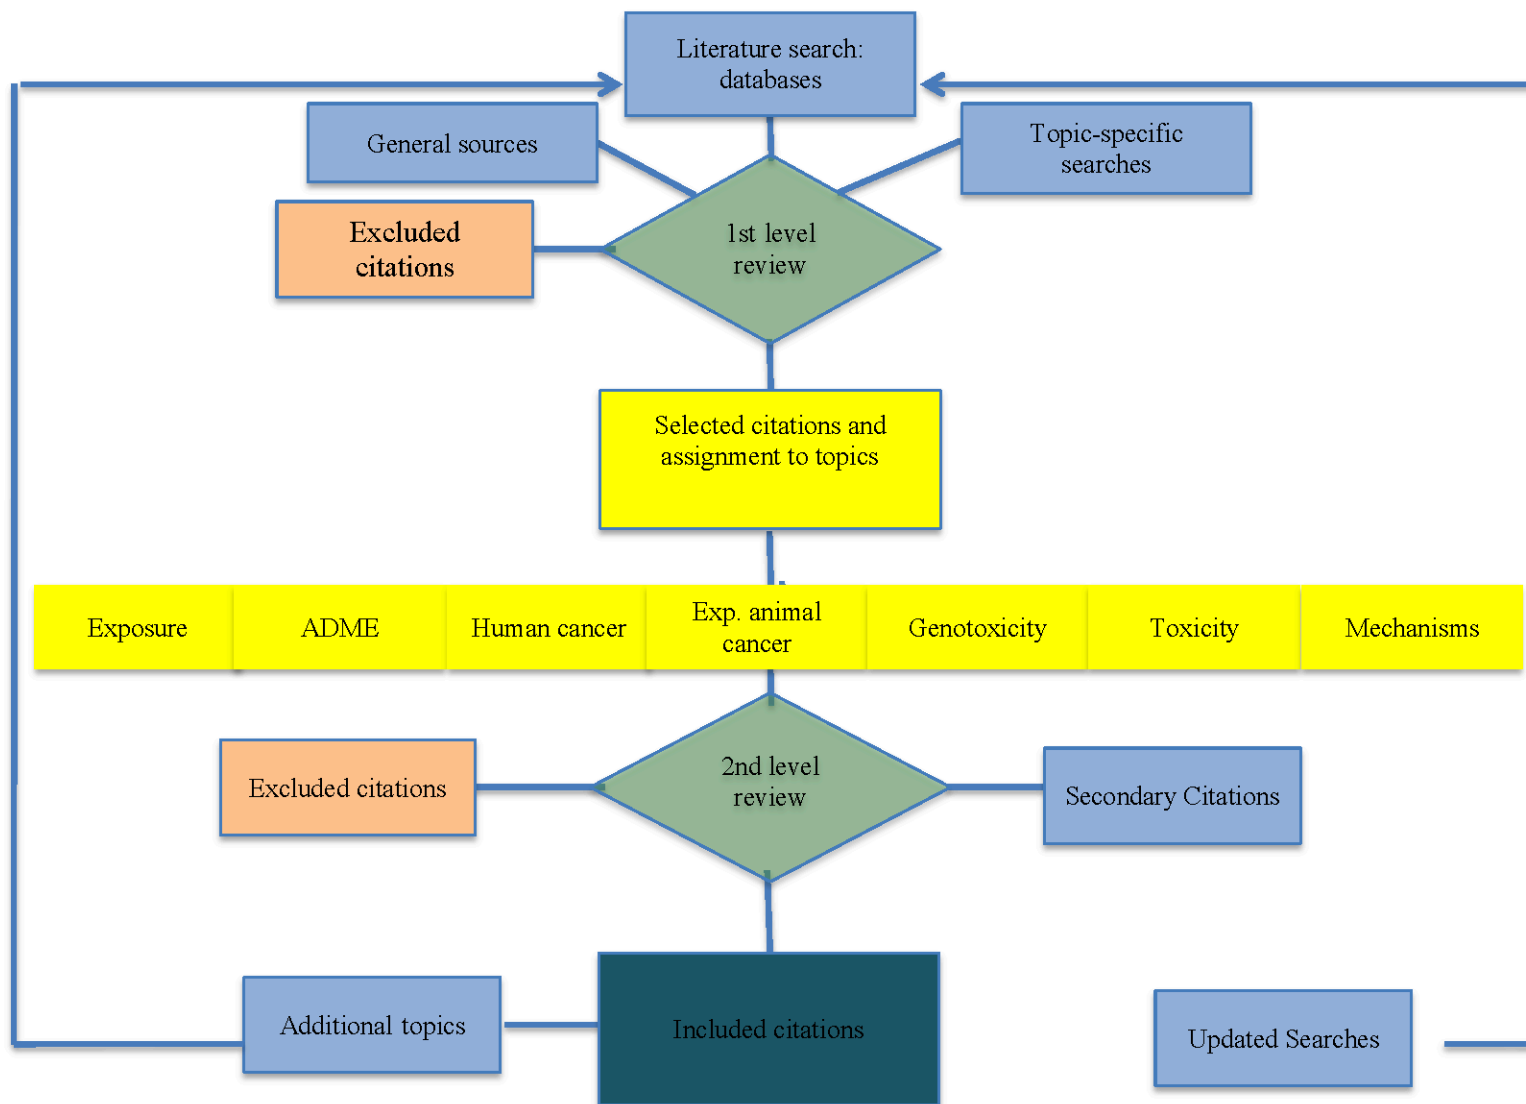 Literature search:
databases
General sources
Topic-specific
searches
Excluded
citations
1st level
review
Selected citations and
assignment to topics
Exposure
ADME
Human cancer
Exp. animal
cancer
Genotoxicity
Toxicity
Mechanisms
Excluded citations
2nd level
review
Secondary Citations
Additional topics
Included citations
Updated Searches